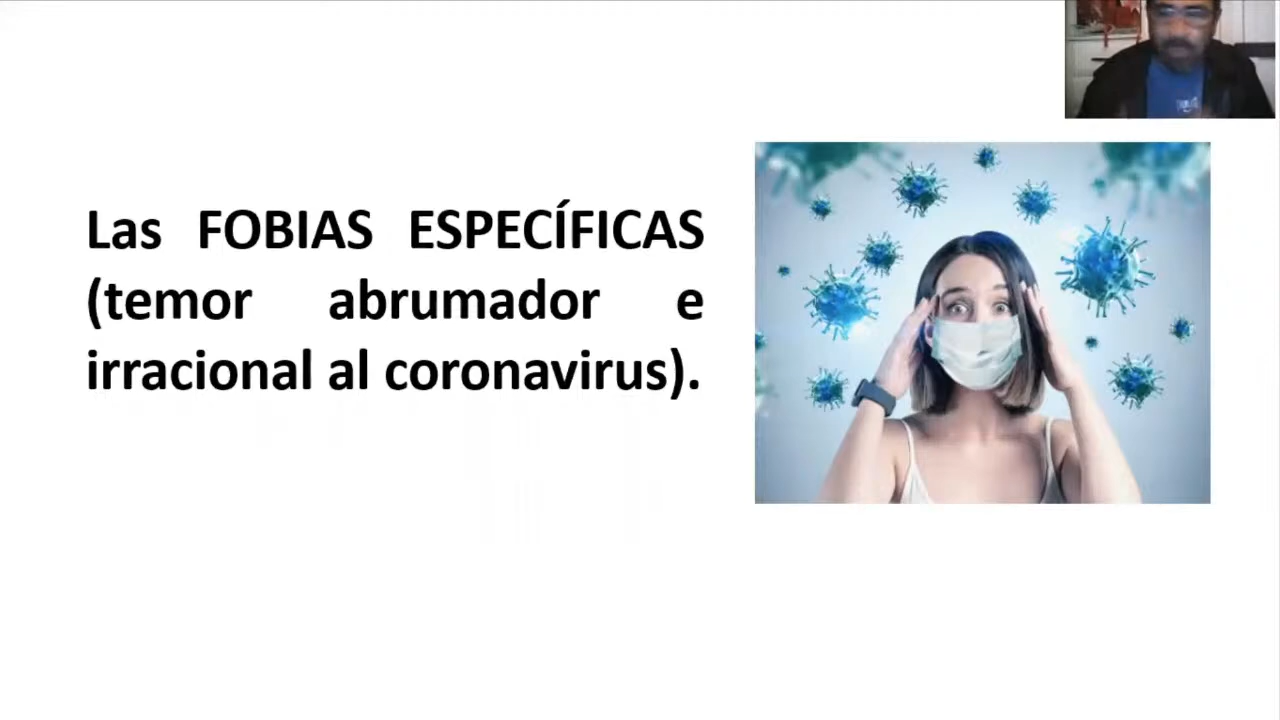 Las FOBIAS ESPECÍFICAS
(temor abrumador e
irracional al coronavirus).